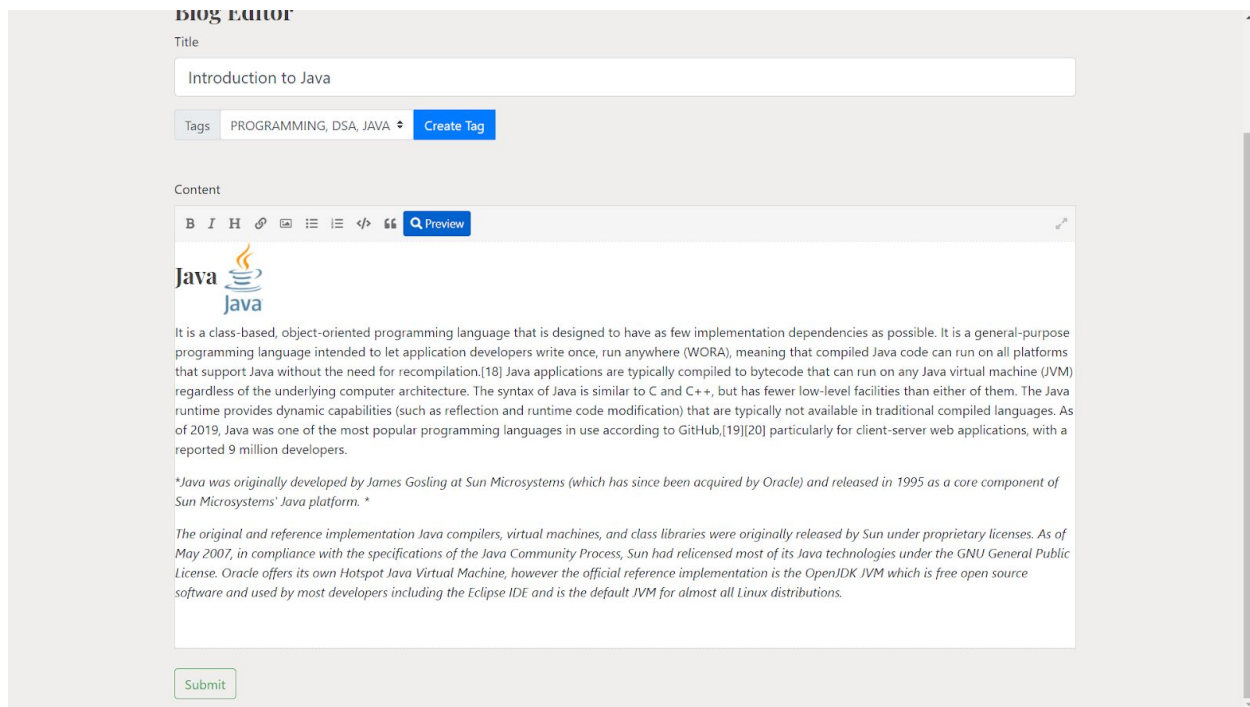 Blog Editor
Title
Introduction to Java
Tags PROGRAMMING, DSA, JAVA Create Tag
Content
B I H </> Preview
Java Java
It is a class-based, object-oriented programming language that is designed to have as few implementation dependencies as possible. It is a general-purpose
programming language intended to let application developers write once, run anywhere (WORA), meaning that compiled Java code can run on all platforms
that support Java without the need for recompilation.[18] Java applications are typically compiled to bytecode that can run on any Java virtual machine (JVM)
regardless of the underlying computer architecture. The syntax of Java is similar to C and C++, but has fewer low-level facilities than either of them. The Java
runtime provides dynamic capabilities (such as reflection and runtime code modification) that are typically not available in traditional compiled languages. As
of 2019, Java was one of the most popular programming languages in use according to GitHub,[19][20] particularly for client-server web applications, with a
reported 9 million developers.
*Java was originally developed by James Gosling at Sun Microsystems (which has since been acquired by Oracle) and released in 1995 as a core component of
Sun Microsystems' Java platform. *
The original and reference implementation Java compilers, virtual machines, and class libraries were originally released by Sun under proprietary licenses. As of
May 2007, in compliance with the specifications of the Java Community Process, Sun had relicensed most of its Java technologies under the GNU General Public
License. Oracle offers its own Hotspot Java Virtual Machine, however the official reference implementation is the OpenJDK JVM which is free open source
software and used by most developers including the Eclipse IDE and is the default JVM for almost all Linux distributions.
Submit